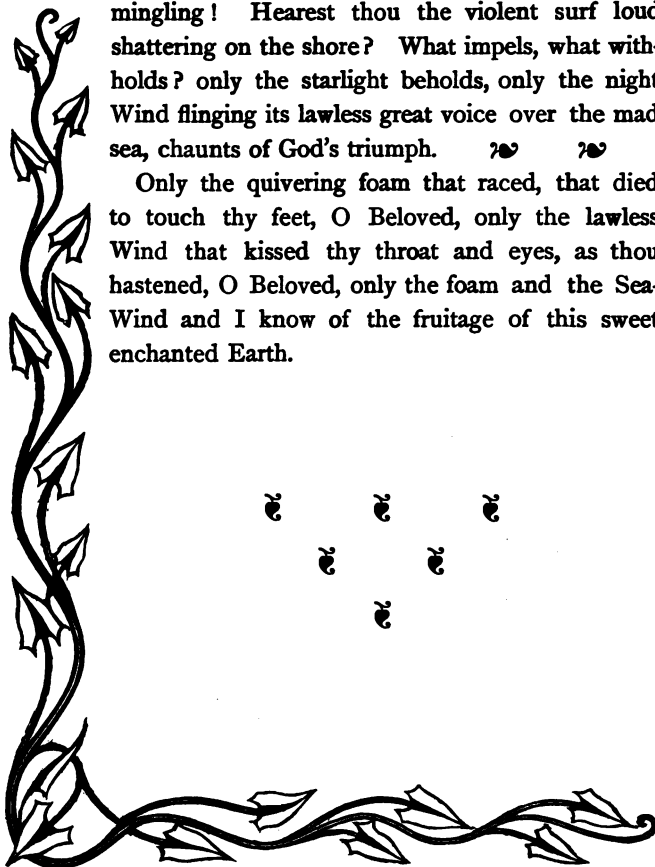 mingling! Hearest thou the violent surf loud
shattering on the shore? What impels, what with-
holds? only the starlight beholds, only the night
Wind flinging its lawless great voice over the mad
sea, chaunts of God's triumph. ❧ ❧
Only the quivering foam that raced, that died
to touch thy feet, O Beloved, only the lawless
Wind that kissed thy throat and eyes, as thou
hastened, O Beloved, only the foam and the Sea-
Wind and I know of the fruitage of this sweet
enchanted Earth.